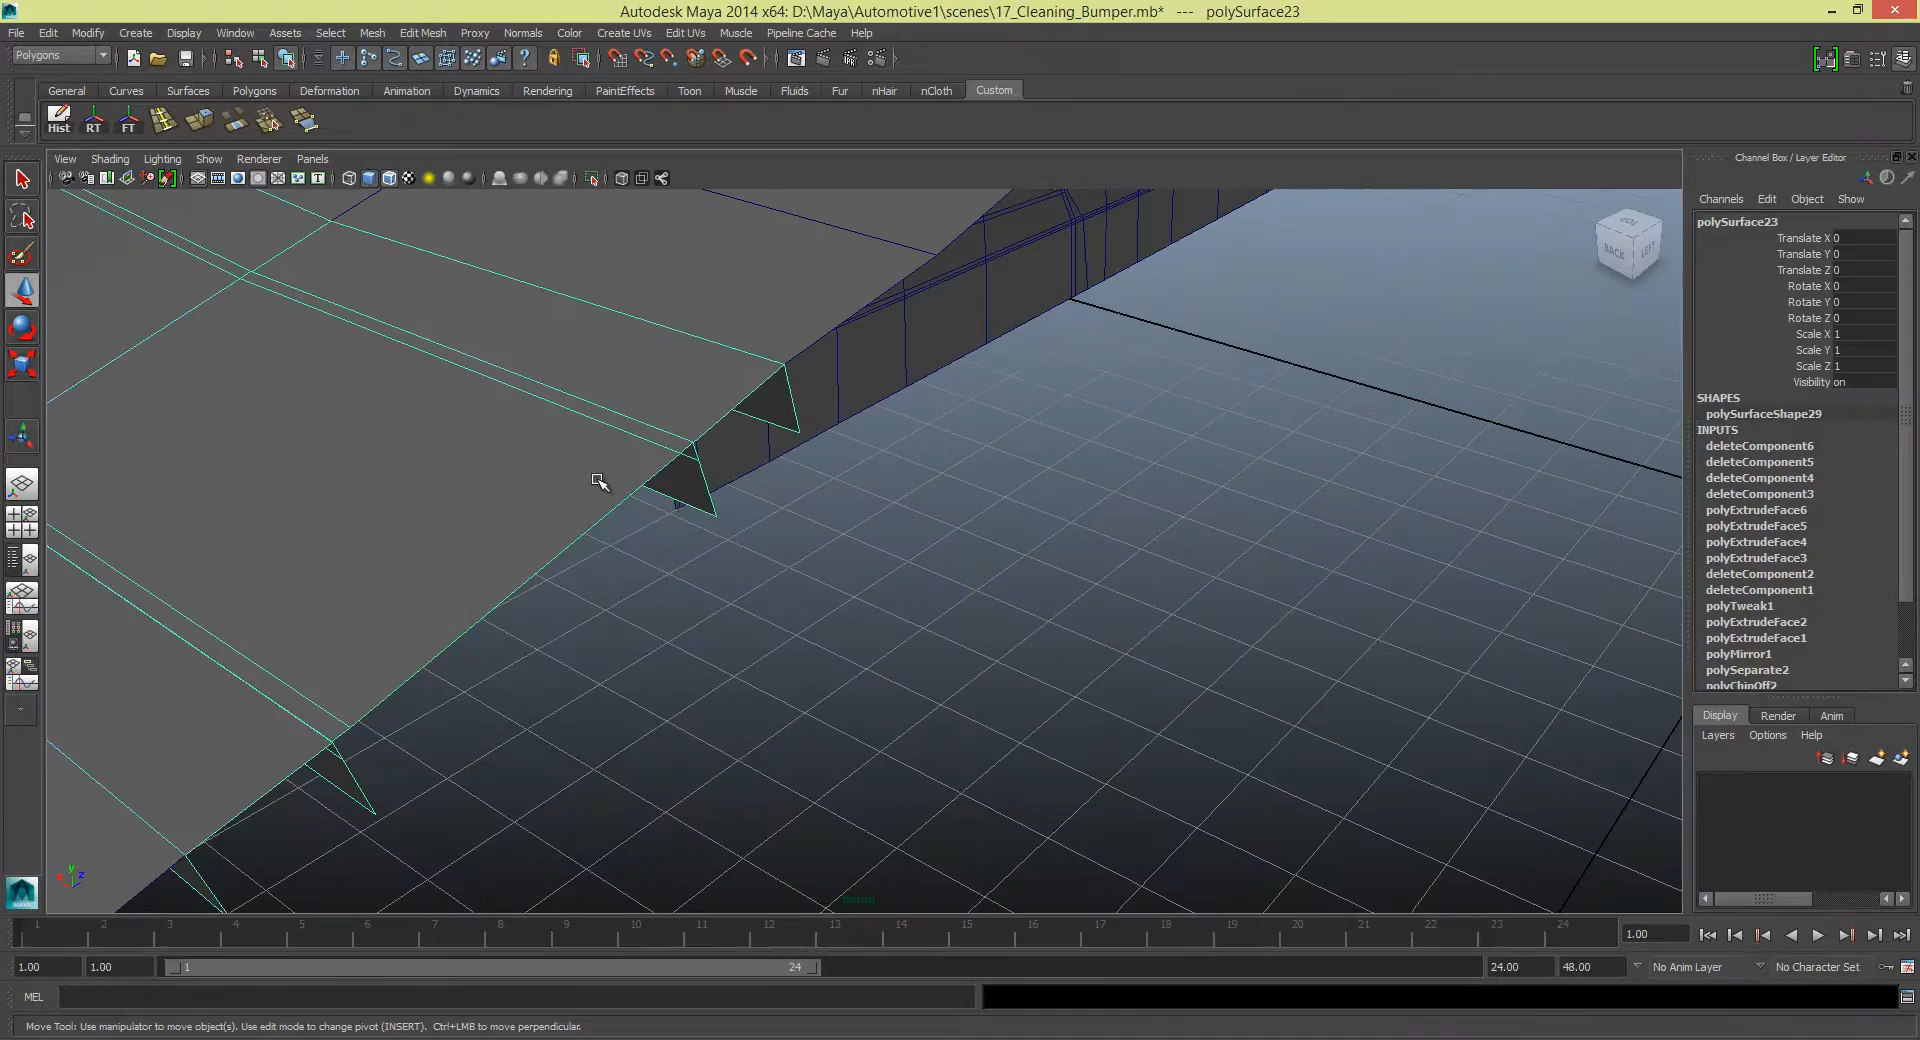 Autodesk Maya 2014 x64: D:\Maya\Automotive1\scenes\17_Cleaning_Bumper.mb* --- polySurface23
File Edit Modify Create Display Window Assets Select Mesh Edit Mesh Proxy Normals Color Create UVs Edit UVs Muscle Pipeline Cache Help
Polygons
General Curves Surfaces Polygons Deformation Animation Dynamics Rendering PaintEffects Toon Muscle Fluids Fur nHair nCloth Custom
Hist RT FT
View Shading Lighting Show Renderer Panels
Channel Box / Layer Editor
Channels Edit Object Show
polySurface23
Translate X 0
Translate Y 0
Translate Z 0
Rotate X 0
Rotate Y 0
Rotate Z 0
Scale X 1
Scale Y 1
Scale Z 1
Visibility on
SHAPES
polySurfaceShape29
INPUTS
deleteComponent6
deleteComponent5
deleteComponent4
deleteComponent3
polyExtrudeFace6
polyExtrudeFace5
polyExtrudeFace4
polyExtrudeFace3
deleteComponent2
deleteComponent1
polyTweak1
polyExtrudeFace2
polyExtrudeFace1
polyMirror1
polySeparate2
polyChipOff2
BACK LEFT
Display Render Anim
Layers Options Help
y z
1 2 3 4 5 6 7 8 9 10 11 12 13 14 15 16 17 18 19 20 21 22 23 24
1.00
1.00 1.00 1 24 24.00 48.00 No Anim Layer No Character Set
MEL
Move Tool: Use manipulator to move object(s). Use edit mode to change pivot (INSERT). Ctrl+LMB to move perpendicular.